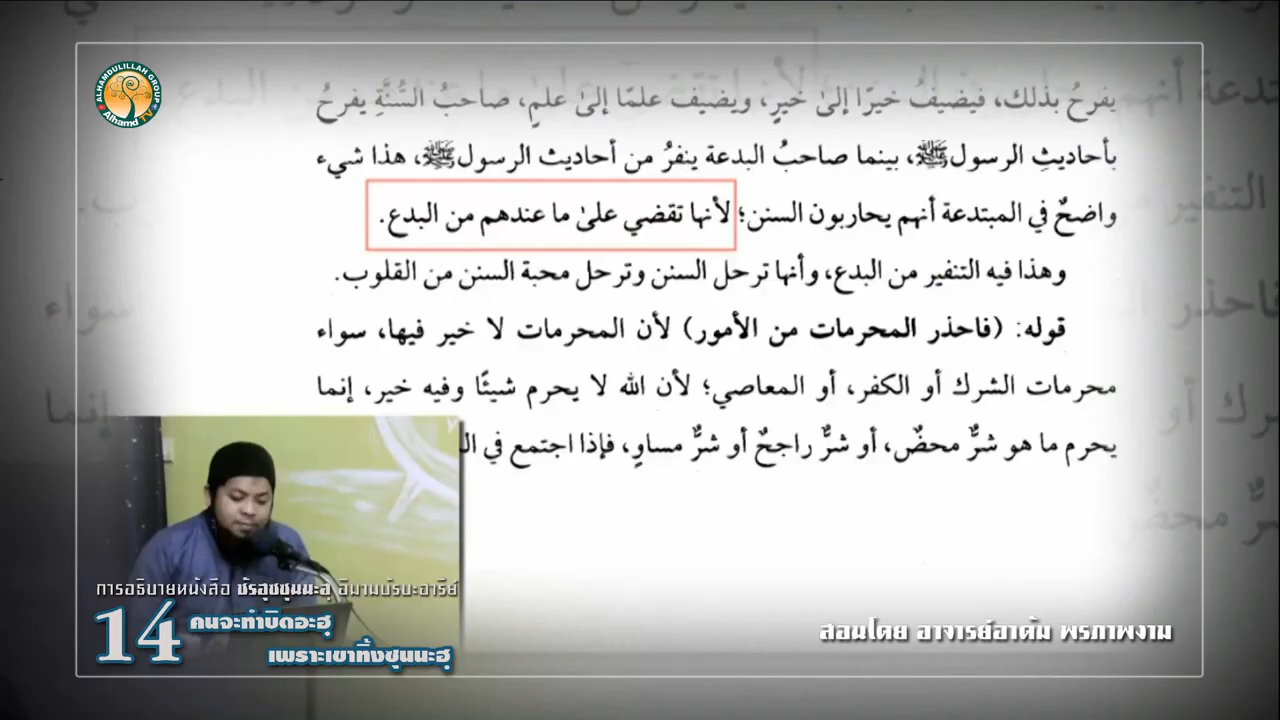 ALHAMDULILLAH GROUP
Alhamd TV
يفرحُ بذلك، فيضيفُ خيرًا إلىٰ خيرٍ، ويضيف علمًا إلىٰ علمٍ، صاحبُ السُّنَّةِ يفرحُ
بأحاديثِ الرسول ﷺ، بينما صاحبُ البدعة ينفرُ من أحاديث الرسول ﷺ، هذا شيء
واضحٌ في المبتدعة أنهم يحاربون السنن؛ لأنها تقضي علىٰ ما عندهم من البدع.
وهذا فيه التنفير من البدع، وأنها ترحل السنن وترحل محبة السنن من القلوب.
قوله: (فاحذر المحرمات من الأمور) لأن المحرمات لا خير فيها، سواء
محرمات الشرك أو الكفر، أو المعاصي؛ لأن الله لا يحرم شيئًا وفيه خير، إنما
يحرم ما هو شرٌّ محضٌ، أو شرٌّ راجحٌ أو شرٌّ مساوٍ، فإذا اجتمع في
การอธิบายหนังสือ ชัรฮุซซุนนะฮฺ อิมามบัรบะฮารีย์
14 คนจะทำบิดอะฮฺ
เพราะเขาทิ้งซุนนะฮฺ
สอนโดย อาจารย์อาดัม พรภาพงาม